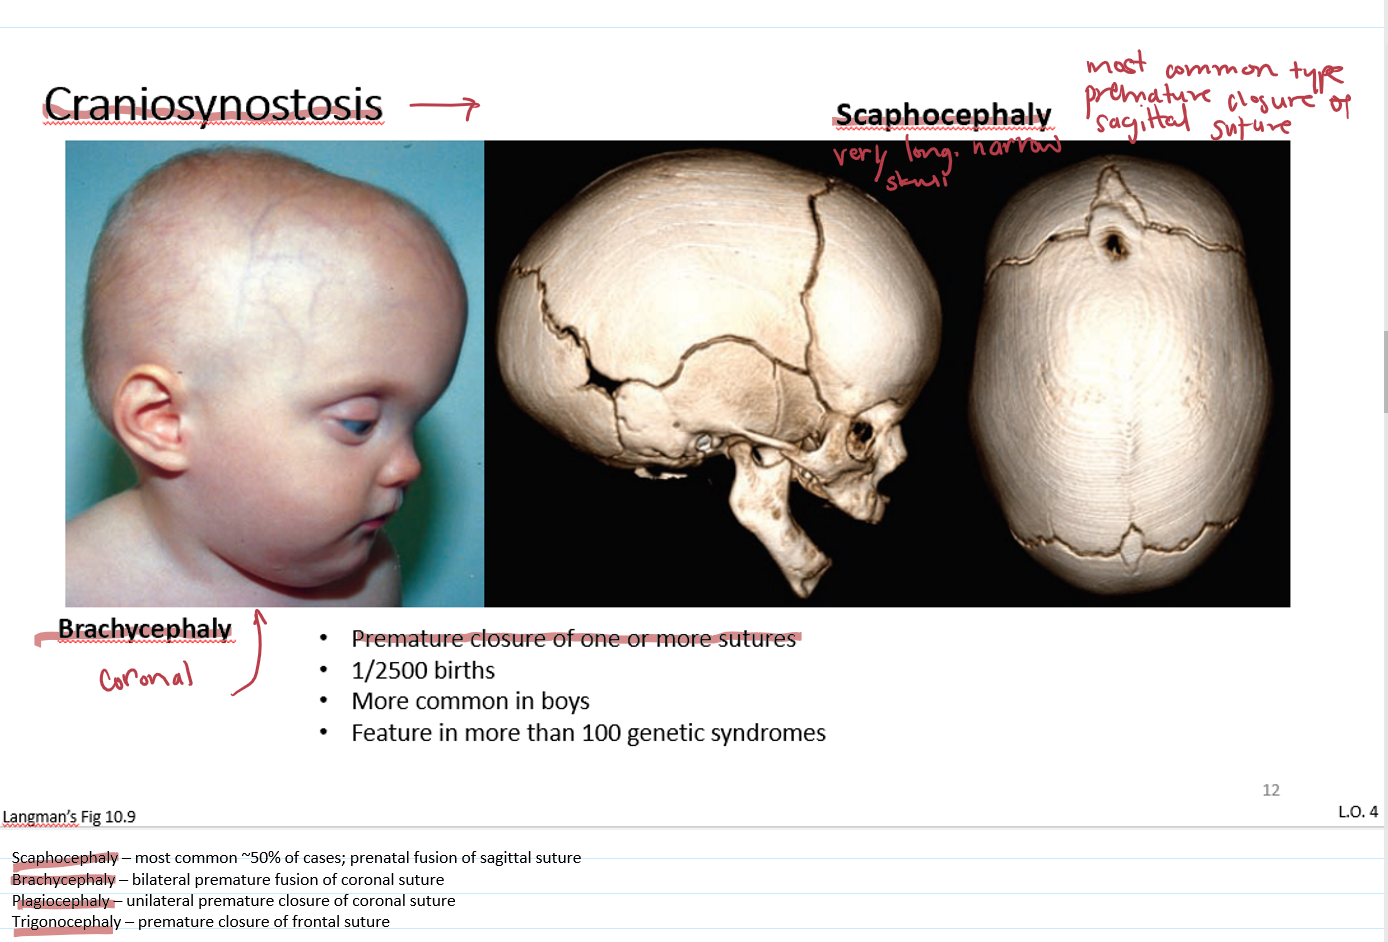 Craniosynostosis →
most common type
premature closure of
sagittal suture
Scaphocephaly
very long, narrow
skull
Brachycephaly
coronal
• Premature closure of one or more sutures
• 1/2500 births
• More common in boys
• Feature in more than 100 genetic syndromes
12
Langman's Fig 10.9
L.O. 4
Scaphocephaly – most common ~50% of cases; prenatal fusion of sagittal suture
Brachycephaly – bilateral premature fusion of coronal suture
Plagiocephaly – unilateral premature closure of coronal suture
Trigonocephaly – premature closure of frontal suture